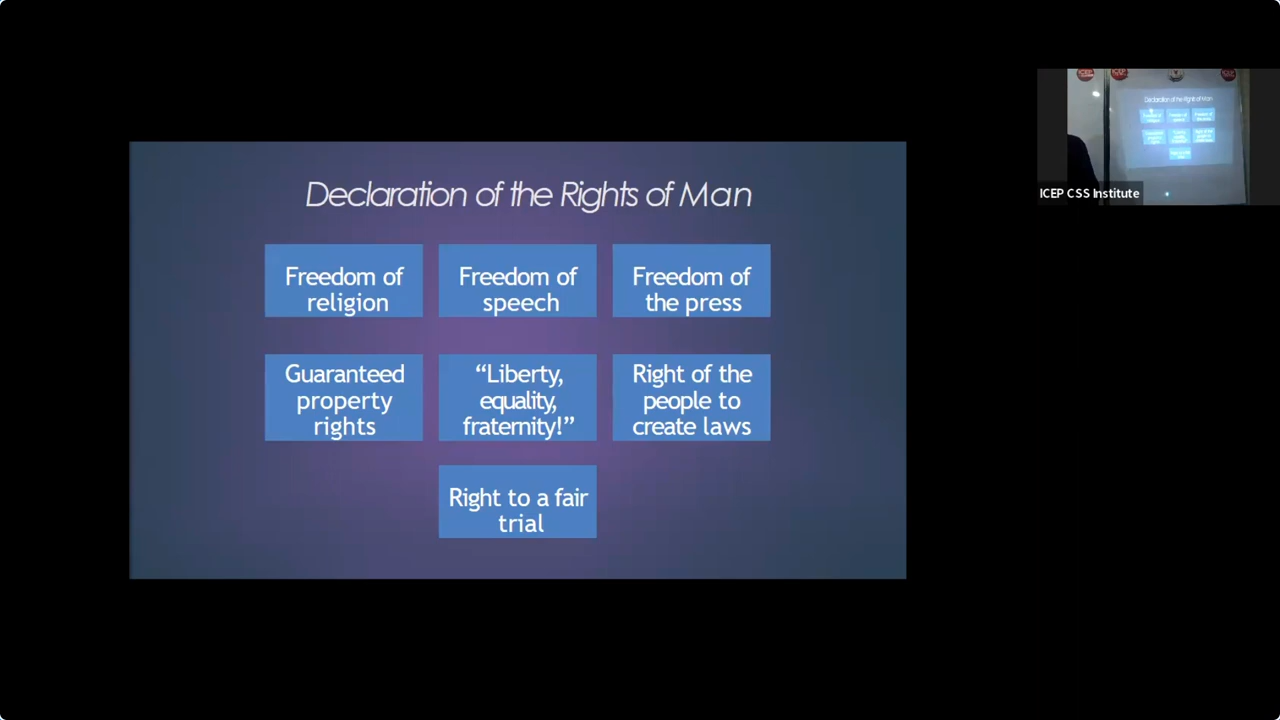 Declaration of the Rights of Man
Freedom of
religion
Freedom of
speech
Freedom of
the press
Guaranteed
property
rights
“Liberty,
equality,
fraternity!”
Right of the
people to
create laws
Right to a fair
trial
ICEP CSS Institute